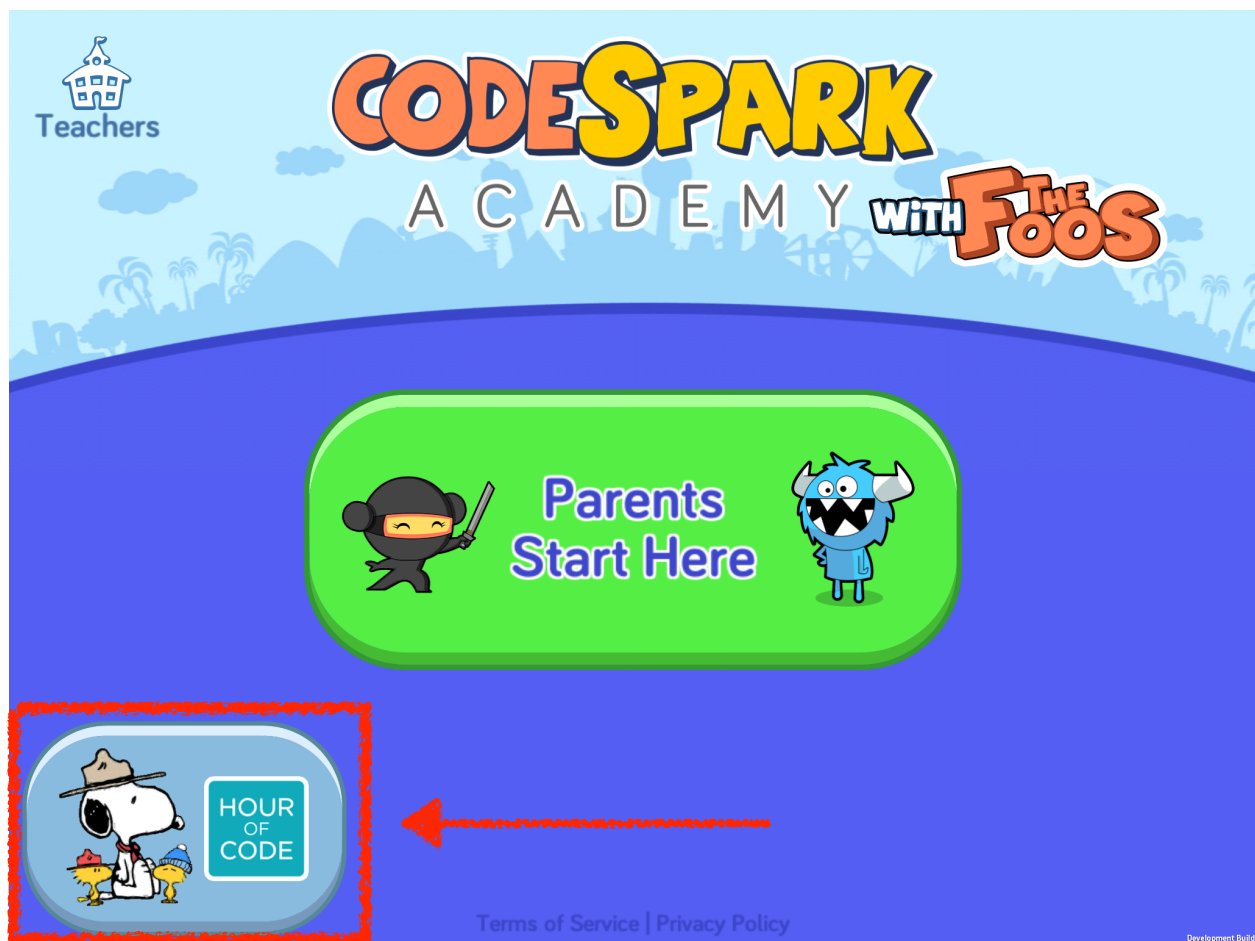 Teachers
CODESPARK
ACADEMY
WITH THE FOOS
Parents
Start Here
HOUR
OF
CODE
Terms of Service | Privacy Policy
Development Build